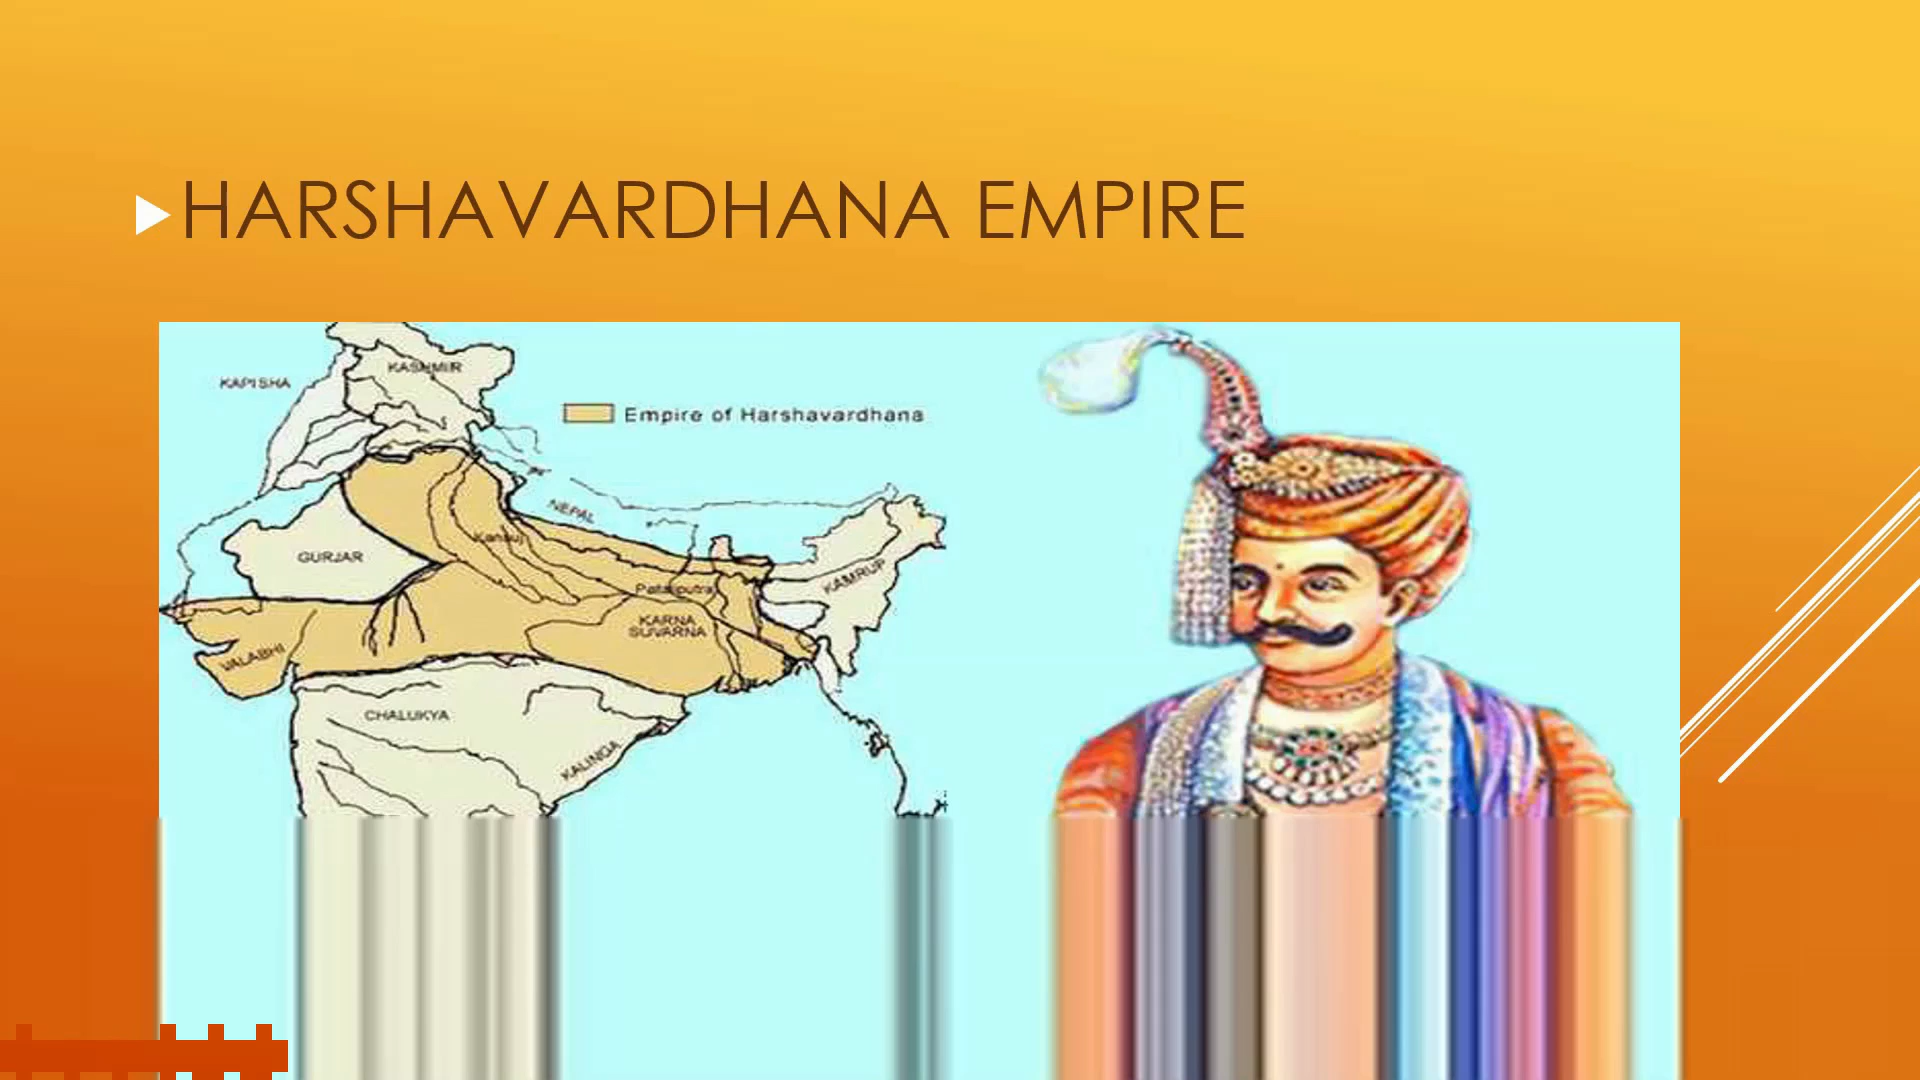 HARSHAVARDHANA EMPIRE
KASHMIR
KAPISHA
Empire of Harshavardhana
NEPAL
Kanauj
GURJAR
KAMRUP
Pataliputra
KARNA
SUVARNA
VALABHI
CHALUKYA
KALINGA